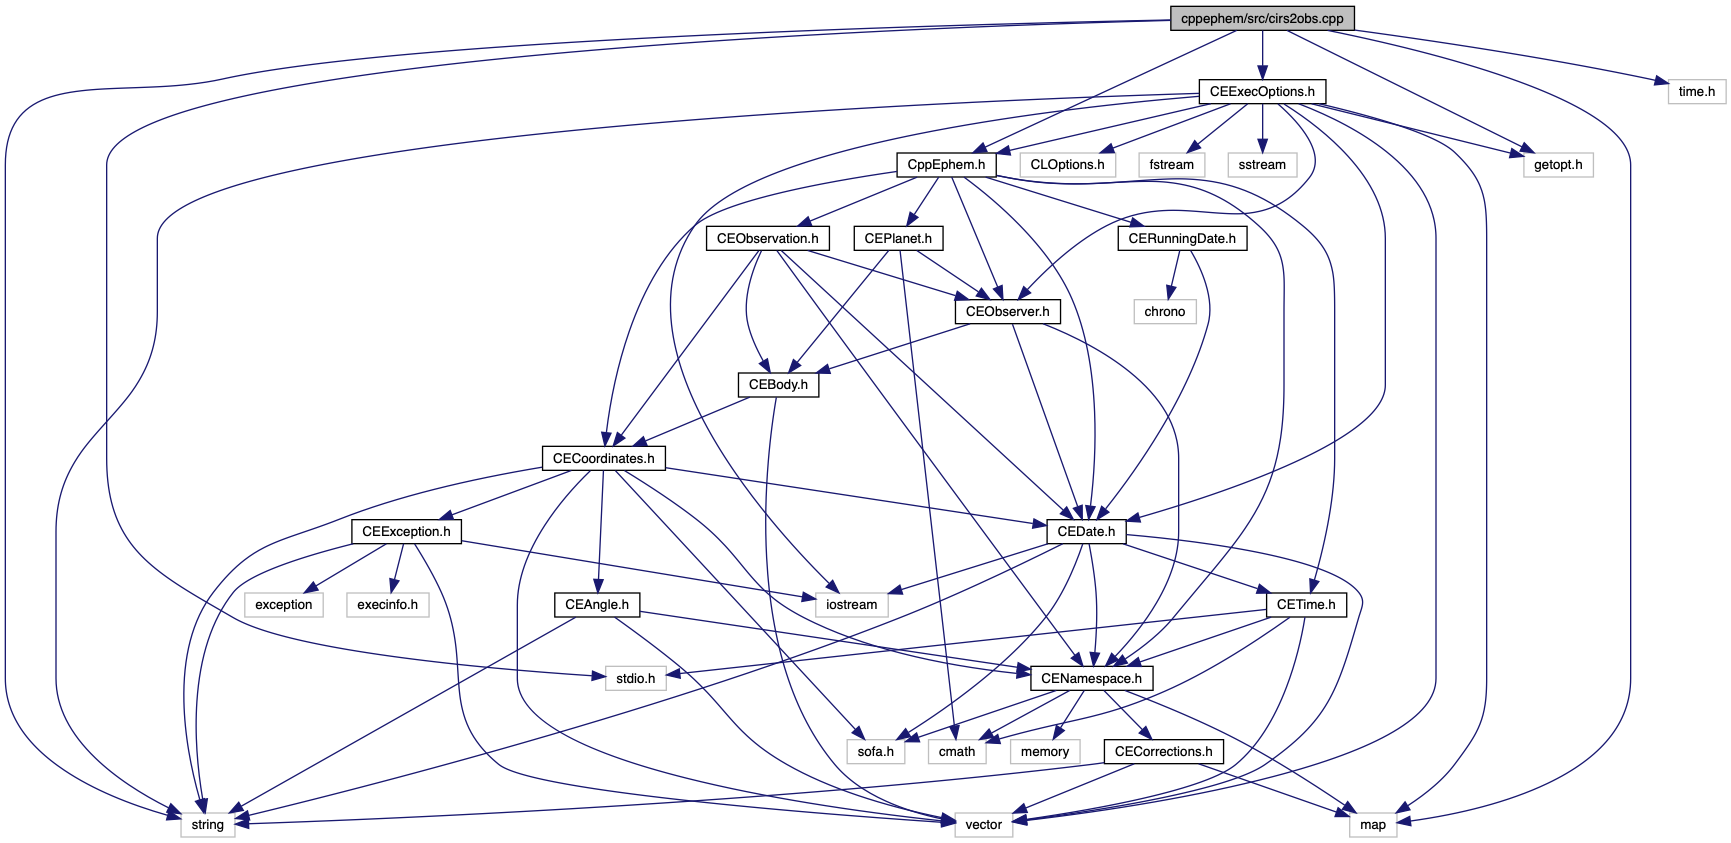 cppephem/src/cirs2obs.cpp
CEExecOptions.h
time.h
CppEphem.h
CLOptions.h
fstream
sstream
getopt.h
CEObservation.h
CEPlanet.h
CERunningDate.h
CEObserver.h
chrono
CEBody.h
CECoordinates.h
CEException.h
CEDate.h
exception
execinfo.h
CEAngle.h
iostream
CETime.h
stdio.h
CENamespace.h
sofa.h
cmath
memory
CECorrections.h
string
vector
map